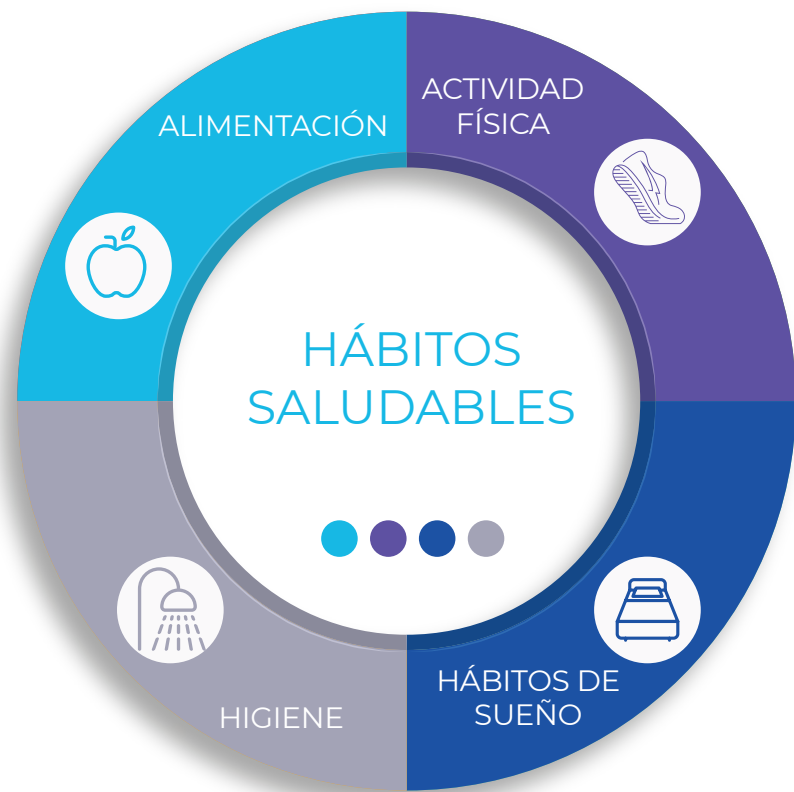 ALIMENTACIÓN
ACTIVIDAD
FÍSICA
HÁBITOS
SALUDABLES
HIGIENE
HÁBITOS DE
SUEÑO